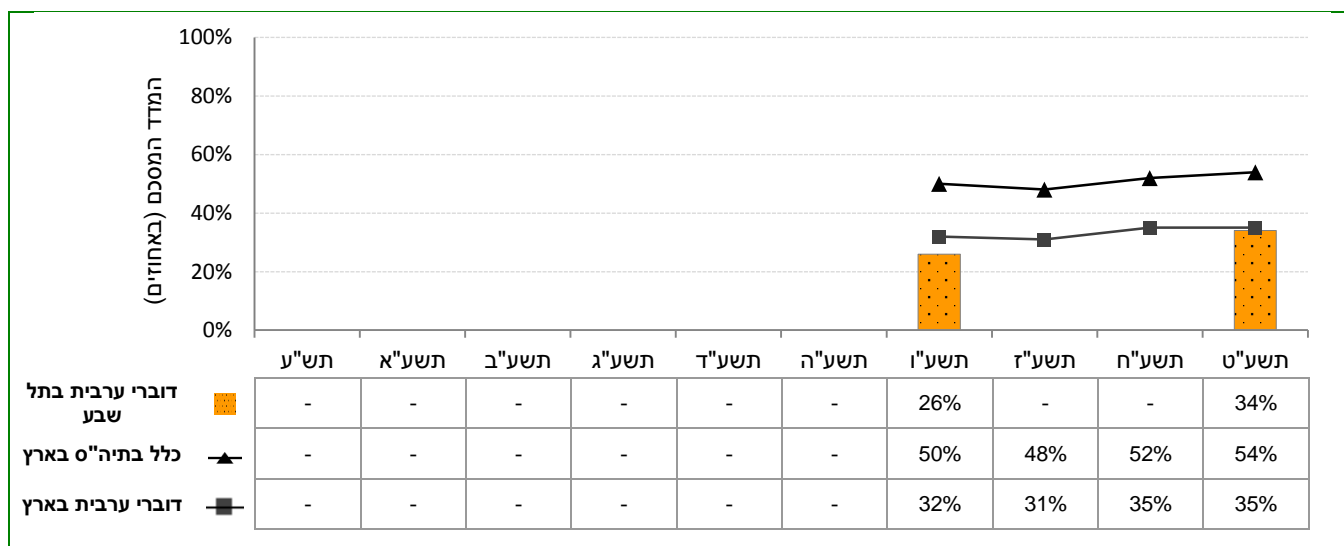 המדד המסכם (באחוזים)
100%
80%
60%
40%
20%
0%
תש"ע תשע"א תשע"ב תשע"ג תשע"ד תשע"ה תשע"ו תשע"ז תשע"ח תשע"ט
דוברי ערבית בתל
שבע
- - - - - - 26% - - 34%
כלל בתיה"ס בארץ - - - - - - 50% 48% 52% 54%
דוברי ערבית בארץ - - - - - - 32% 31% 35% 35%